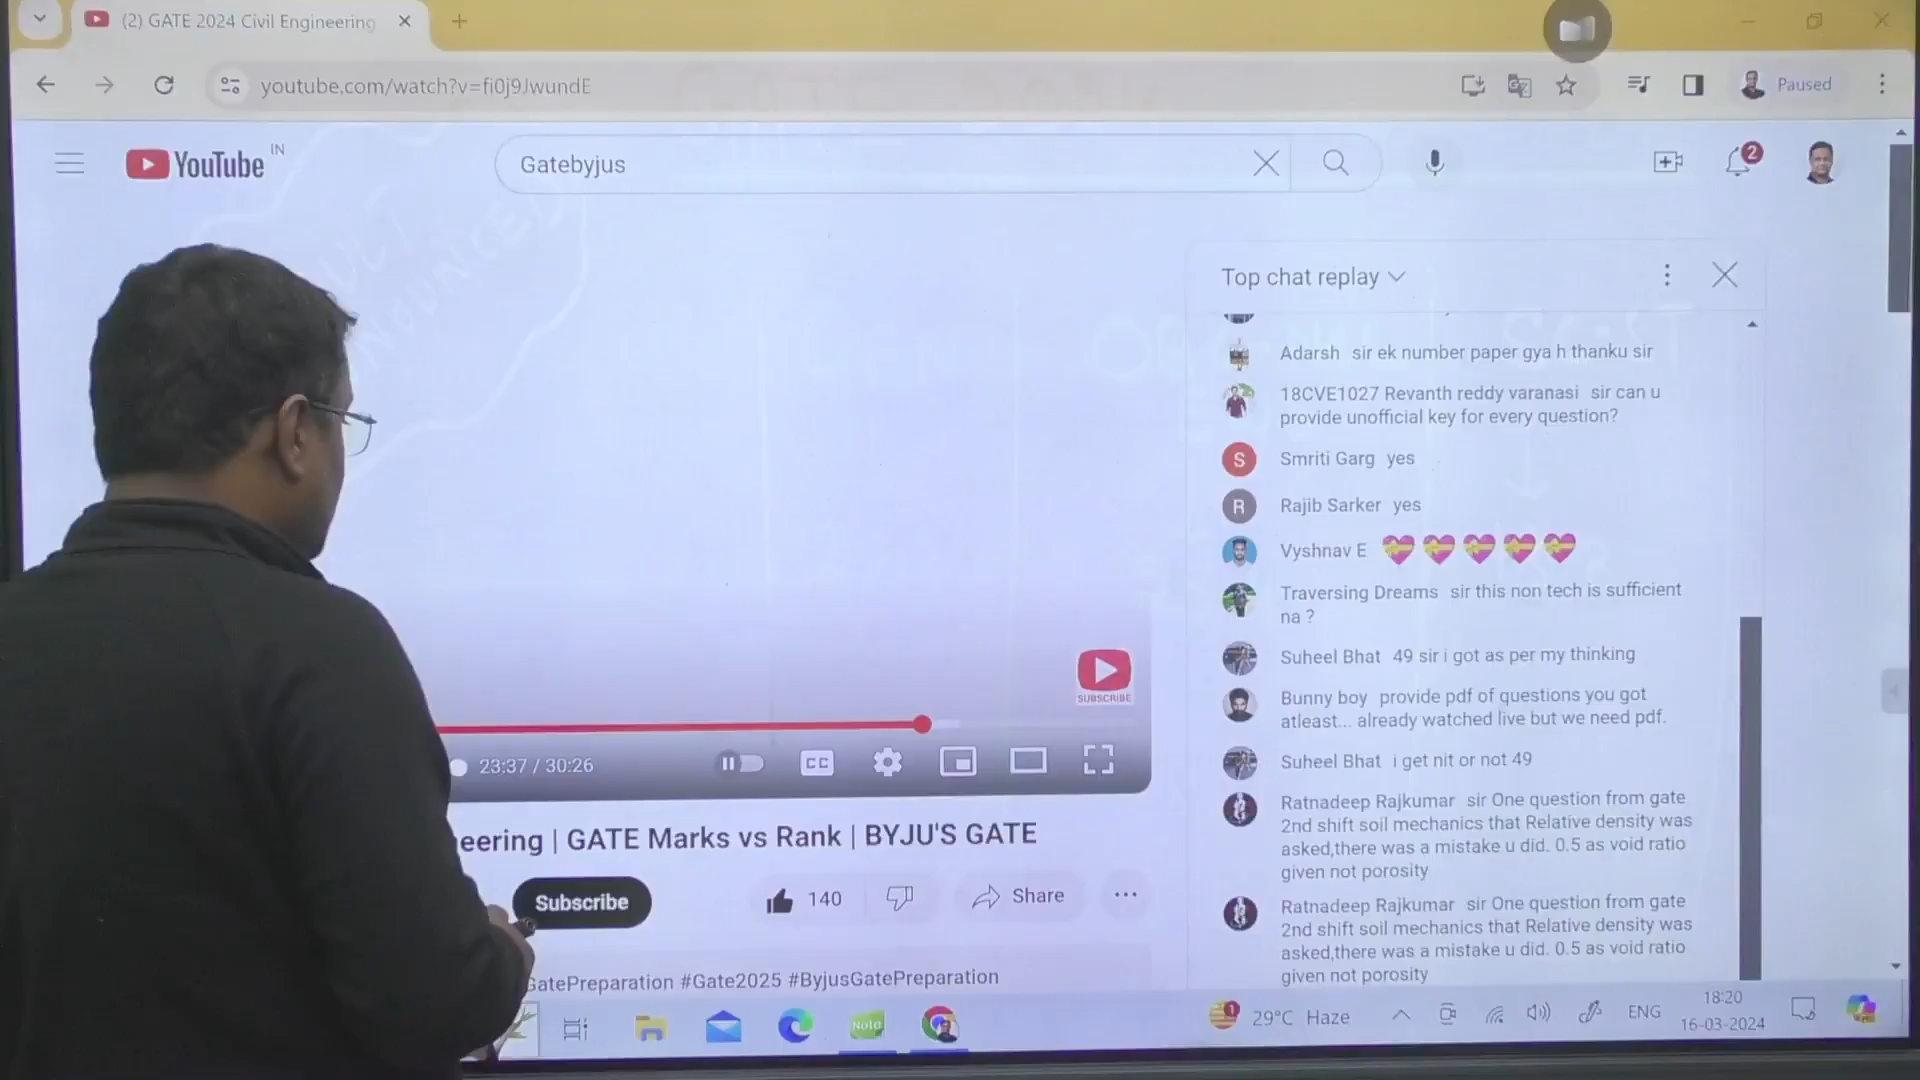 (2) GATE 2024 Civil Engineering
youtube.com/watch?v=fi0j9JwundE
Paused
YouTube IN
Gatebyjus
2
Top chat replay
Adarsh sir ek number paper gya h thanku sir
18CVE1027 Revanth reddy varanasi sir can u
provide unofficial key for every question?
S Smriti Garg yes
R Rajib Sarker yes
Vyshnav E 💝💝💝💝💝
Traversing Dreams sir this non tech is sufficient
na ?
Suheel Bhat 49 sir i got as per my thinking
Bunny boy provide pdf of questions you got
atleast... already watched live but we need pdf.
Suheel Bhat i get nit or not 49
Ratnadeep Rajkumar sir One question from gate
2nd shift soil mechanics that Relative density was
asked,there was a mistake u did. 0.5 as void ratio
given not porosity
Ratnadeep Rajkumar sir One question from gate
2nd shift soil mechanics that Relative density was
asked,there was a mistake u did. 0.5 as void ratio
given not porosity
SUBSCRIBE
23:37 / 30:26
CC
eering | GATE Marks vs Rank | BYJU'S GATE
Subscribe
140
Share
GatePreparation #Gate2025 #ByjusGatePreparation
Note
1
29°C Haze
ENG
18:20
16-03-2024